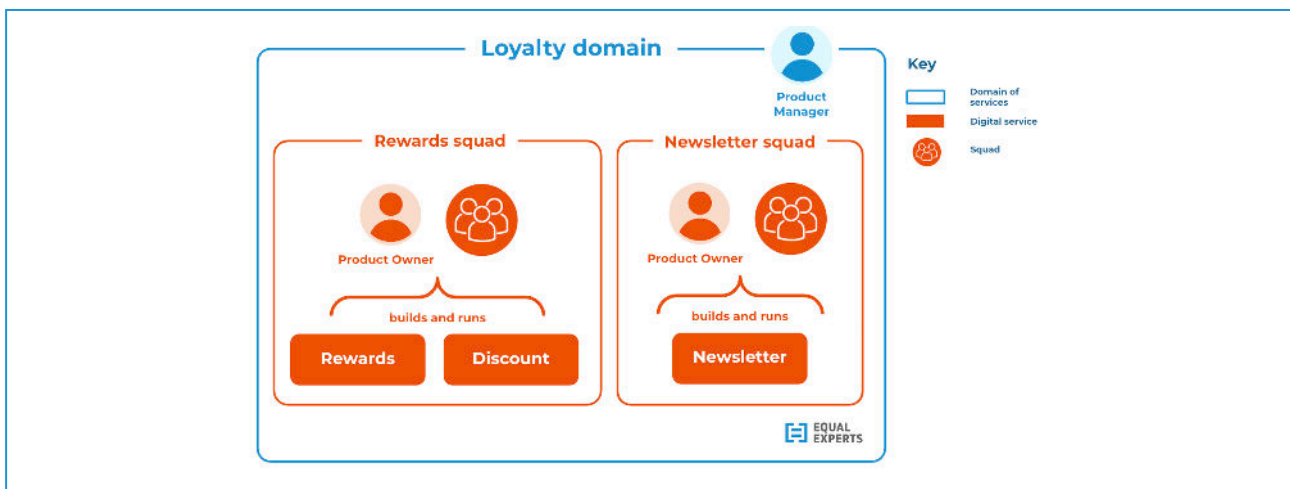 Loyalty domain
Product
Manager
Key
Domain of
services
Digital service
Squad
Rewards squad
Product Owner
builds and runs
Rewards
Discount
Newsletter squad
Product Owner
builds and runs
Newsletter
EQUAL
EXPERTS